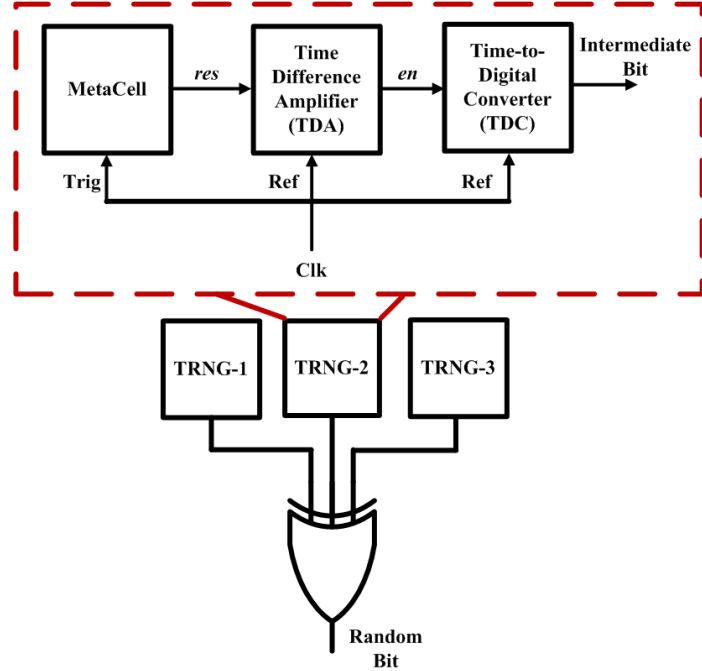 MetaCell
res
Time
Difference
Amplifier
(TDA)
en
Time-to-
Digital
Converter
(TDC)
Intermediate
Bit
Trig
Ref
Ref
Clk
TRNG-1
TRNG-2
TRNG-3
Random
Bit